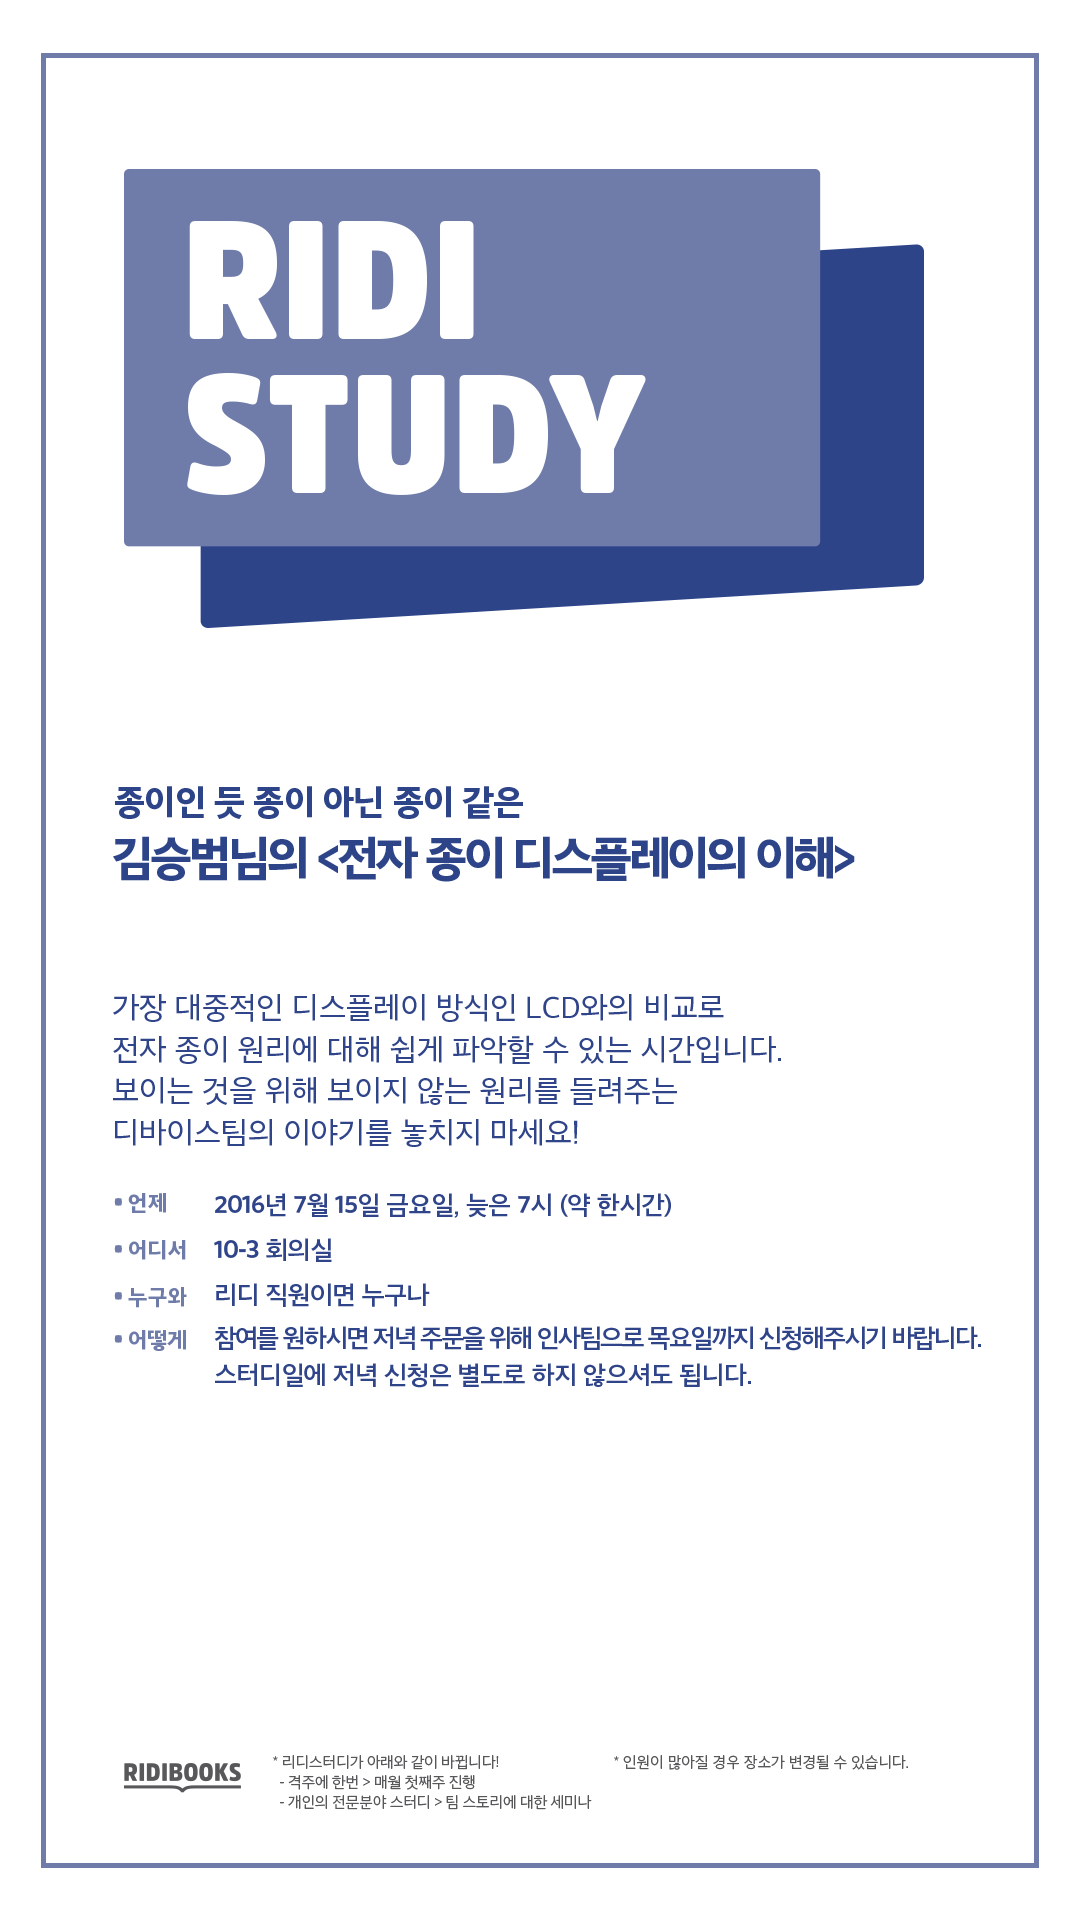 RIDI
STUDY
종이인 듯 종이 아닌 종이 같은
김승범님의 <전자 종이 디스플레이의 이해>
가장 대중적인 디스플레이 방식인 LCD와의 비교로
전자 종이 원리에 대해 쉽게 파악할 수 있는 시간입니다.
보이는 것을 위해 보이지 않는 원리를 들려주는
디바이스팀의 이야기를 놓치지 마세요!
▪ 언제 2016년 7월 15일 금요일, 늦은 7시 (약 한시간)
▪ 어디서 10-3 회의실
▪ 누구와 리디 직원이면 누구나
▪ 어떻게 참여를 원하시면 저녁 주문을 위해 인사팀으로 목요일까지 신청해주시기 바랍니다.
스터디일에 저녁 신청은 별도로 하지 않으셔도 됩니다.
RIDIBOOKS
* 리디스터디가 아래와 같이 바뀝니다!
- 격주에 한번 > 매월 첫째주 진행
- 개인의 전문분야 스터디 > 팀 스토리에 대한 세미나
* 인원이 많아질 경우 장소가 변경될 수 있습니다.